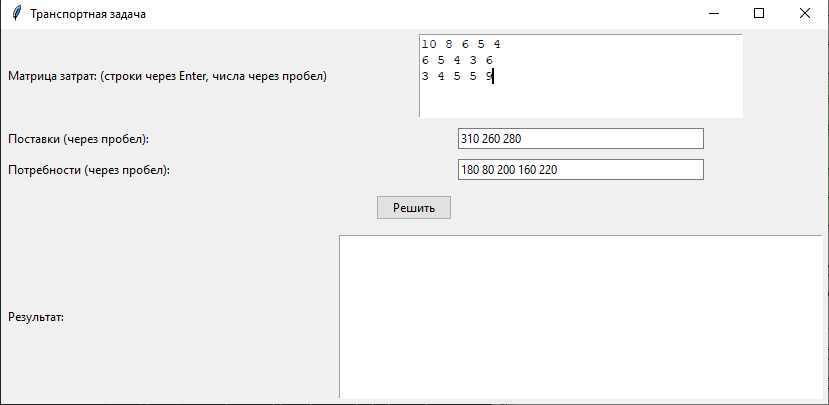 Транспортная задача
10 8 6 5 4
6 5 4 3 6
3 4 5 5 9
Матрица затрат: (строки через Enter, числа через пробел)
Поставки (через пробел):
310 260 280
Потребности (через пробел):
180 80 200 160 220
Решить
Результат: